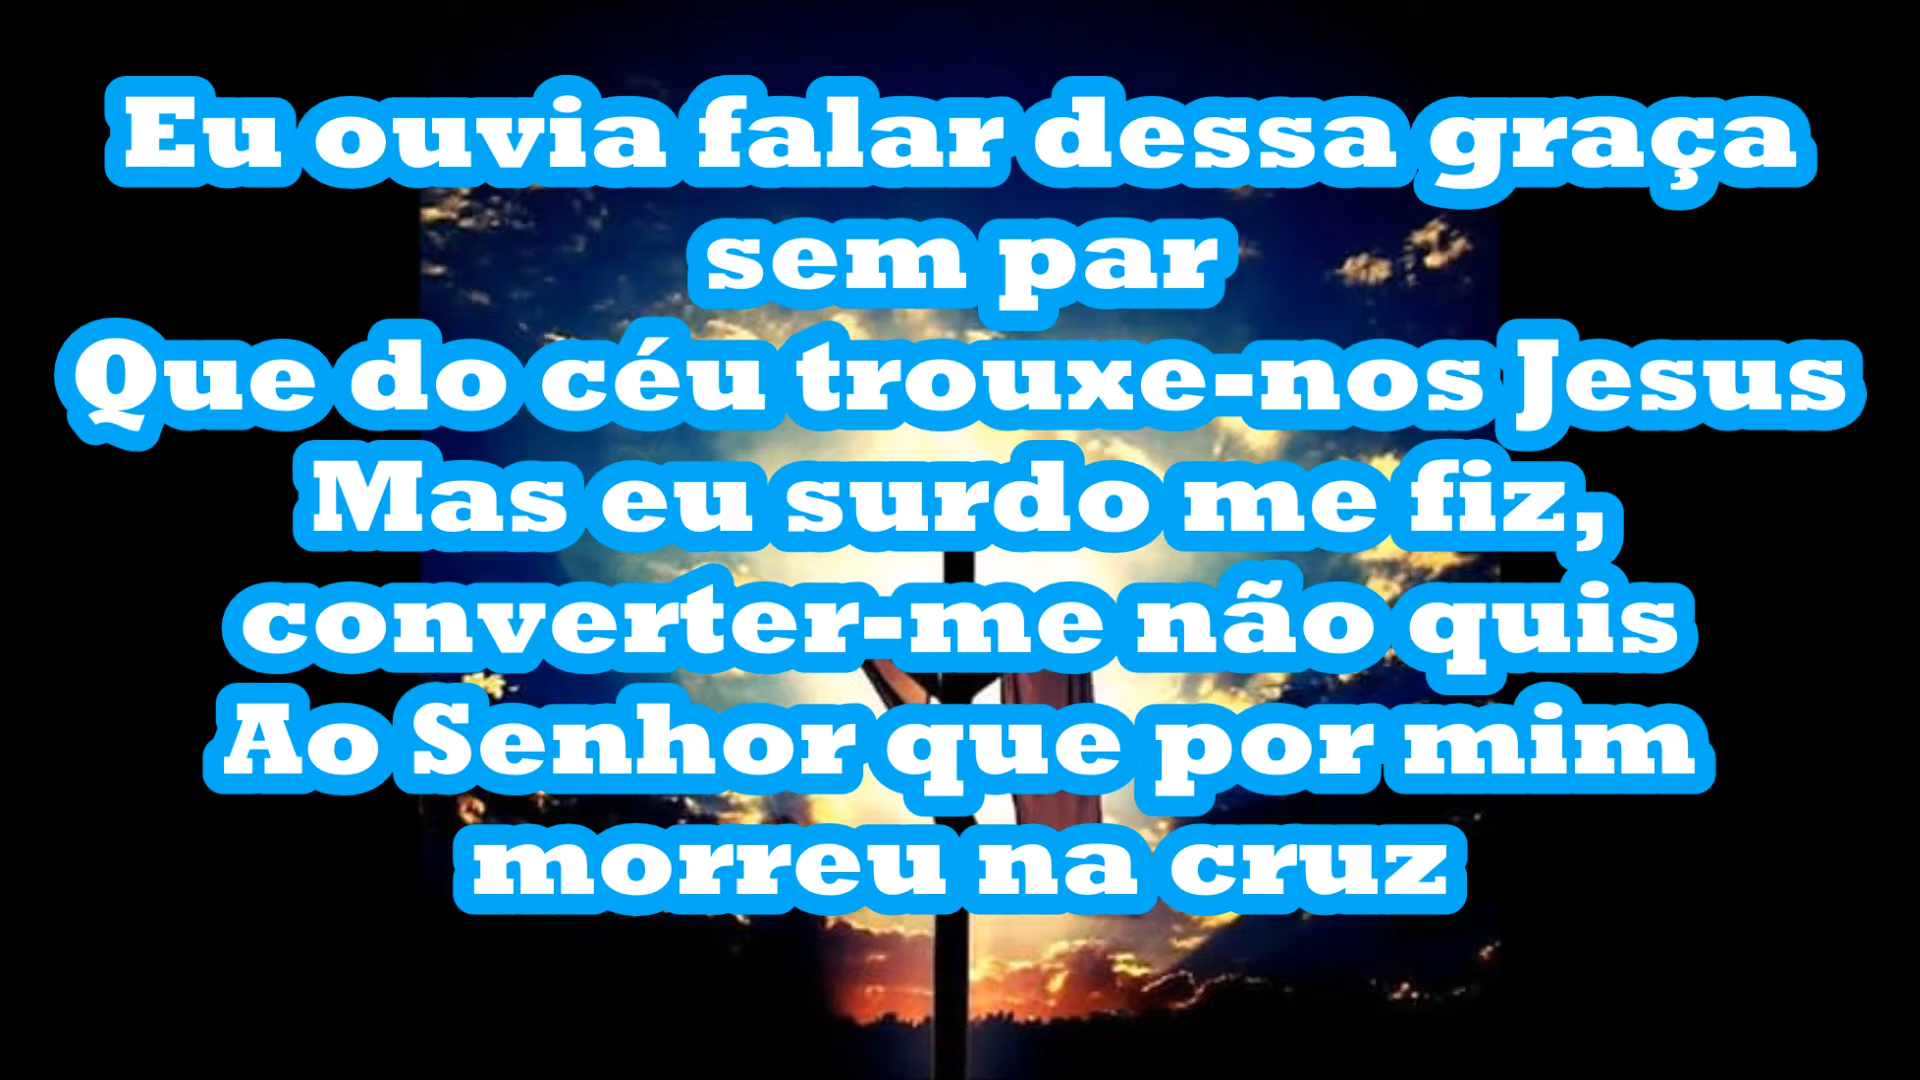 Eu ouvia falar dessa graça
sem par
Que do céu trouxe-nos Jesus
Mas eu surdo me fiz,
converter-me não quis
Ao Senhor que por mim
morreu na cruz